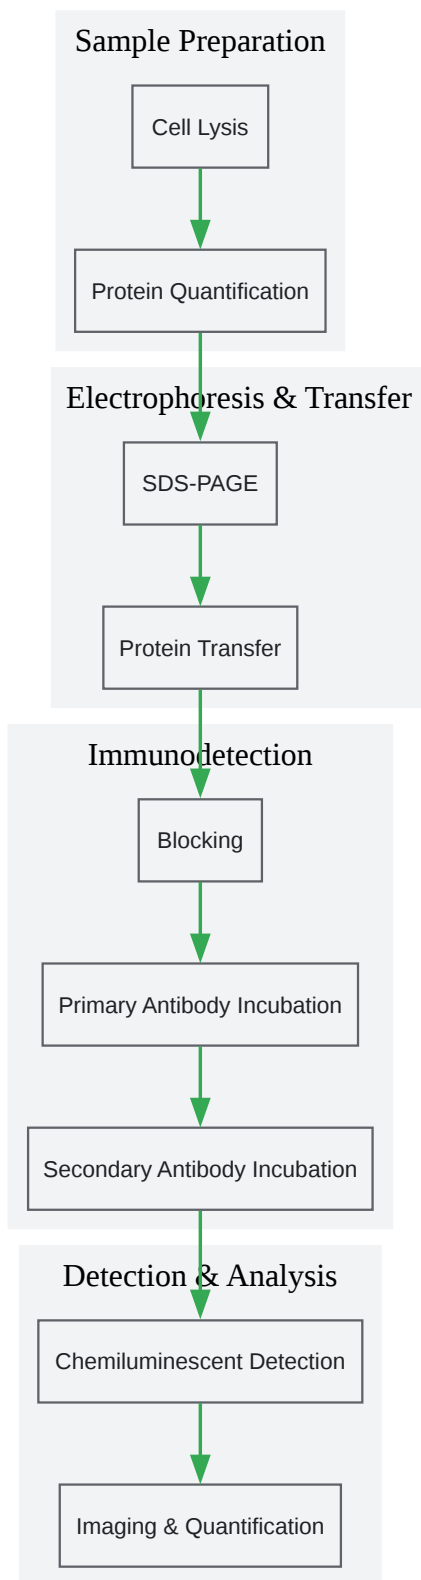 Sample Preparation
Cell Lysis
Protein Quantification
Electrophoresis & Transfer
SDS-PAGE
Protein Transfer
Immunodetection
Blocking
Primary Antibody Incubation
Secondary Antibody Incubation
Detection & Analysis
Chemiluminescent Detection
Imaging & Quantification